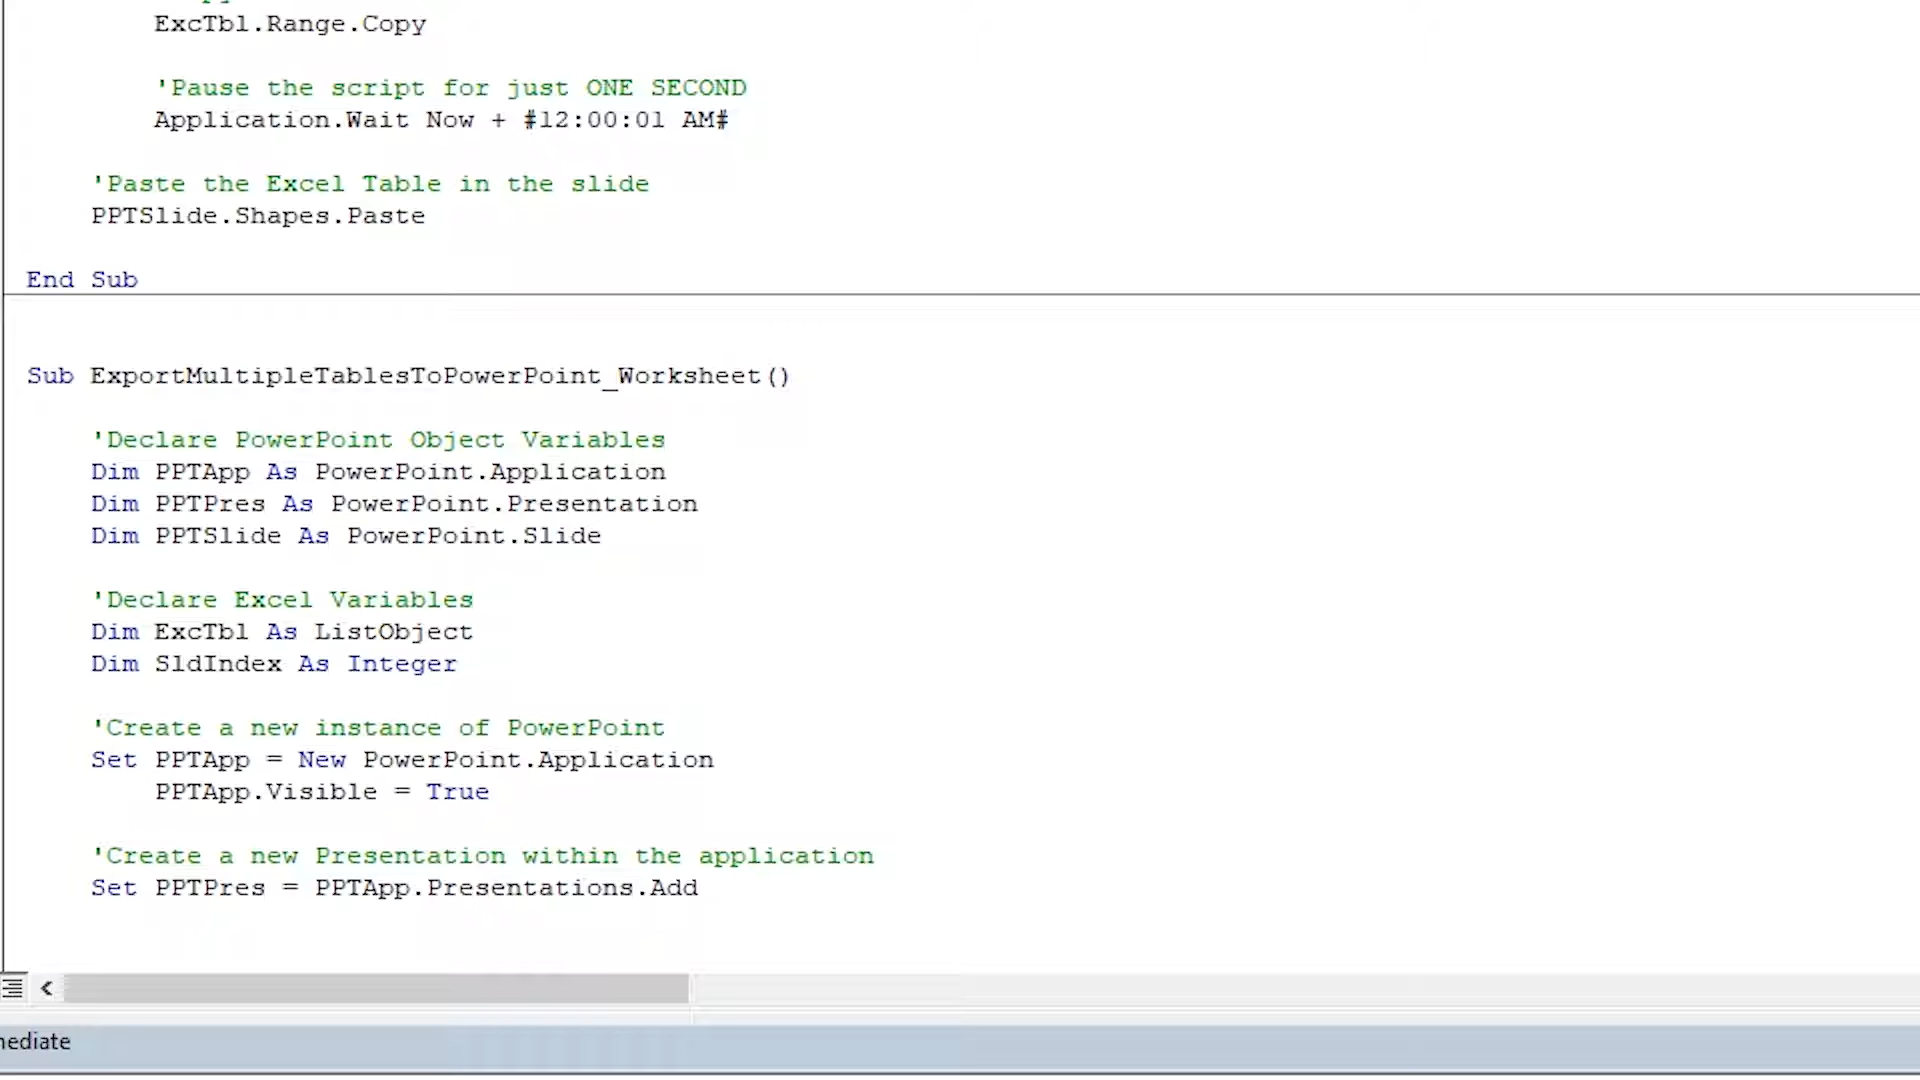 ExcTbl.Range.Copy
'Pause the script for just ONE SECOND
Application.Wait Now + #12:00:01 AM#
'Paste the Excel Table in the slide
PPTSlide.Shapes.Paste
End Sub
Sub ExportMultipleTablesToPowerPoint_Worksheet()
'Declare PowerPoint Object Variables
Dim PPTApp As PowerPoint.Application
Dim PPTPres As PowerPoint.Presentation
Dim PPTSlide As PowerPoint.Slide
'Declare Excel Variables
Dim ExcTbl As ListObject
Dim SldIndex As Integer
'Create a new instance of PowerPoint
Set PPTApp = New PowerPoint.Application
PPTApp.Visible = True
'Create a new Presentation within the application
Set PPTPres = PPTApp.Presentations.Add
mediate